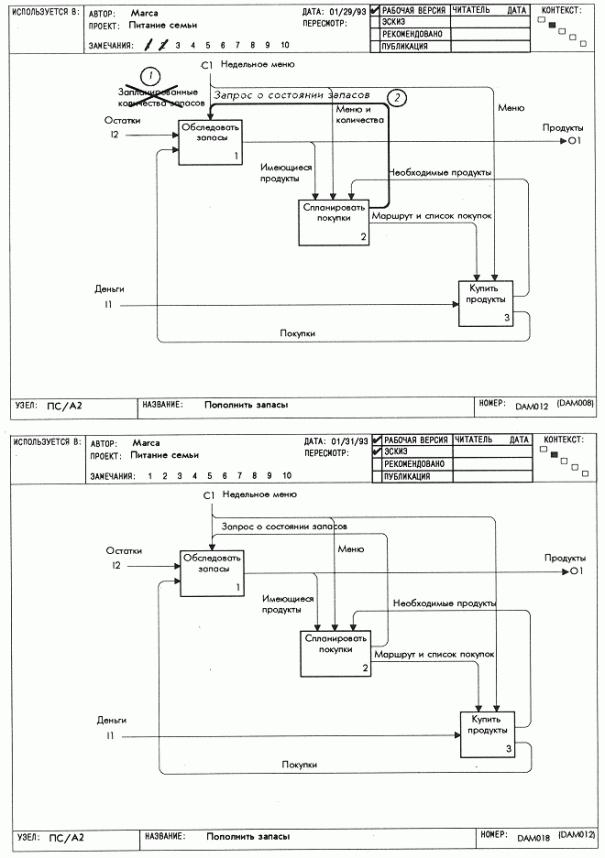 ИСПОЛЬЗУЕТСЯ В:
АВТОР: Marca
ПРОЕКТ: Питание семьи
ЗАМЕЧАНИЯ: 1 2 3 4 5 6 7 8 9 10
ДАТА: 01/29/93
ПЕРЕСМОТР:
РАБОЧАЯ ВЕРСИЯ
ЭСКИЗ
РЕКОМЕНДОВАНО
ПУБЛИКАЦИЯ
ЧИТАТЕЛЬ ДАТА
КОНТЕКСТ:
C1 Недельное меню
1
Запланированные
количества запасов
Запрос о состоянии запасов
2
Меню и
количества
Меню
Остатки
I2
Обследовать
запасы
1
Продукты
O1
Имеющиеся
продукты
Необходимые продукты
Спланировать
покупки
2
Маршрут и список покупок
Деньги
I1
Купить
продукты
3
Покупки
УЗЕЛ: ПС/А2
НАЗВАНИЕ: Пополнить запасы
НОМЕР: DAM012 (DAM008)
ИСПОЛЬЗУЕТСЯ В:
АВТОР: Marca
ПРОЕКТ: Питание семьи
ЗАМЕЧАНИЯ: 1 2 3 4 5 6 7 8 9 10
ДАТА: 01/31/93
ПЕРЕСМОТР:
РАБОЧАЯ ВЕРСИЯ
ЭСКИЗ
РЕКОМЕНДОВАНО
ПУБЛИКАЦИЯ
ЧИТАТЕЛЬ ДАТА
КОНТЕКСТ:
C1 Недельное меню
Запрос о состоянии запасов
Меню
Остатки
I2
Обследовать
запасы
1
Продукты
O1
Имеющиеся
продукты
Необходимые продукты
Спланировать
покупки
2
Маршрут и список покупок
Деньги
I1
Купить
продукты
3
Покупки
УЗЕЛ: ПС/А2
НАЗВАНИЕ: Пополнить запасы
НОМЕР: DAM018 (DAM012)